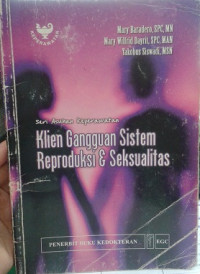 Mary Baradero, SPC, MN
Mary Wilfrid Dayrit, SPC, MAN
Yakobus Siswadi, MSN
Seri Asuhan Keperawatan
Klien Gangguan Sistem
Reproduksi & Seksualitas
PENERBIT BUKU KEDOKTERAN
EGC